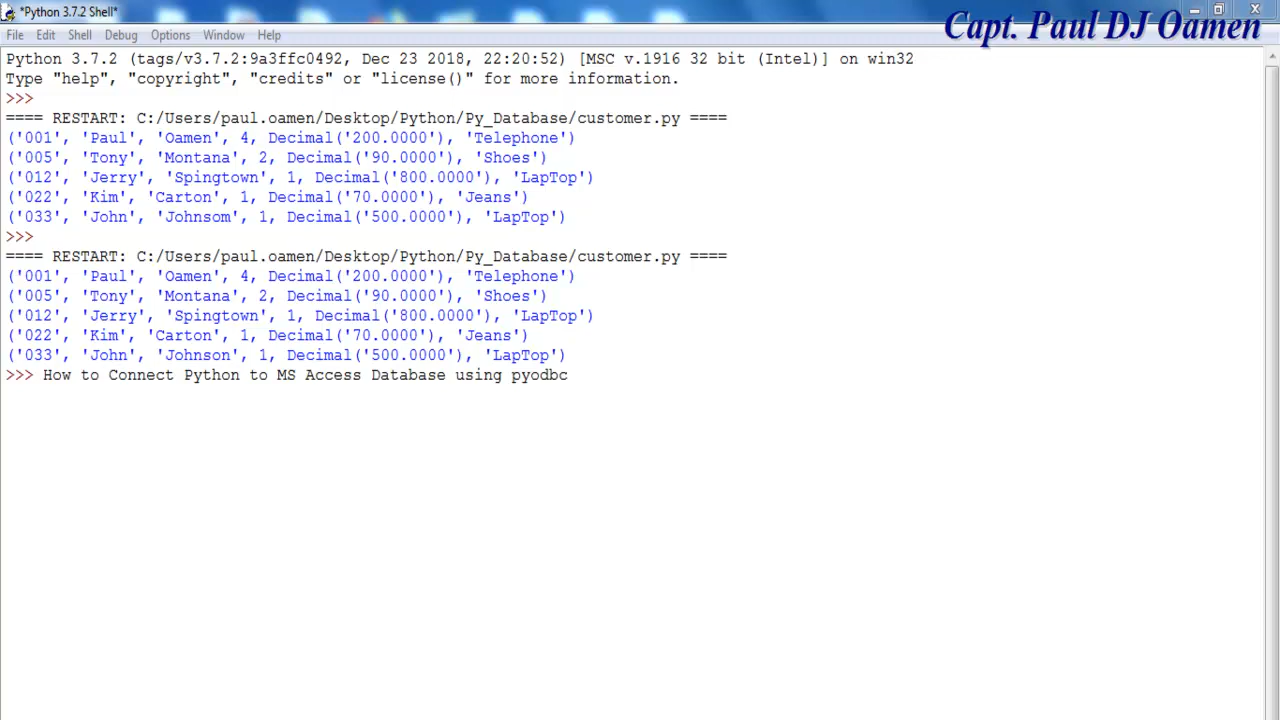 *Python 3.7.2 Shell*
Capt. Paul DJ Oamen
File Edit Shell Debug Options Window Help
Python 3.7.2 (tags/v3.7.2:9a3ffc0492, Dec 23 2018, 22:20:52) [MSC v.1916 32 bit (Intel)] on win32
Type "help", "copyright", "credits" or "license()" for more information.
>>>
==== RESTART: C:/Users/paul.oamen/Desktop/Python/Py_Database/customer.py ====
('001', 'Paul', 'Oamen', 4, Decimal('200.0000'), 'Telephone')
('005', 'Tony', 'Montana', 2, Decimal('90.0000'), 'Shoes')
('012', 'Jerry', 'Spingtown', 1, Decimal('800.0000'), 'LapTop')
('022', 'Kim', 'Carton', 1, Decimal('70.0000'), 'Jeans')
('033', 'John', 'Johnsom', 1, Decimal('500.0000'), 'LapTop')
>>>
==== RESTART: C:/Users/paul.oamen/Desktop/Python/Py_Database/customer.py ====
('001', 'Paul', 'Oamen', 4, Decimal('200.0000'), 'Telephone')
('005', 'Tony', 'Montana', 2, Decimal('90.0000'), 'Shoes')
('012', 'Jerry', 'Spingtown', 1, Decimal('800.0000'), 'LapTop')
('022', 'Kim', 'Carton', 1, Decimal('70.0000'), 'Jeans')
('033', 'John', 'Johnson', 1, Decimal('500.0000'), 'LapTop')
>>> How to Connect Python to MS Access Database using pyodbc